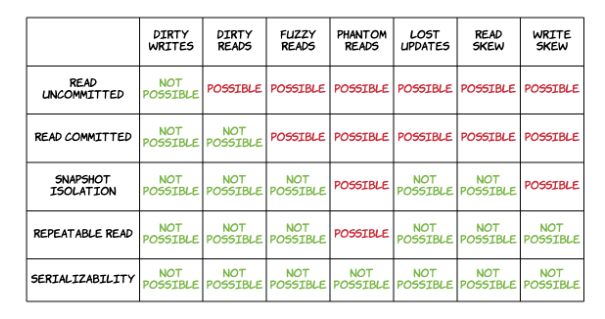 DIRTY WRITES DIRTY READS FUZZY READS PHANTOM READS LOST UPDATES READ SKEW WRITE SKEW
READ UNCOMMITTED NOT POSSIBLE POSSIBLE POSSIBLE POSSIBLE POSSIBLE POSSIBLE POSSIBLE
READ COMMITTED NOT POSSIBLE NOT POSSIBLE POSSIBLE POSSIBLE POSSIBLE POSSIBLE POSSIBLE
SNAPSHOT ISOLATION NOT POSSIBLE NOT POSSIBLE NOT POSSIBLE POSSIBLE NOT POSSIBLE NOT POSSIBLE POSSIBLE
REPEATABLE READ NOT POSSIBLE NOT POSSIBLE NOT POSSIBLE POSSIBLE NOT POSSIBLE NOT POSSIBLE NOT POSSIBLE
SERIALIZABILITY NOT POSSIBLE NOT POSSIBLE NOT POSSIBLE NOT POSSIBLE NOT POSSIBLE NOT POSSIBLE NOT POSSIBLE